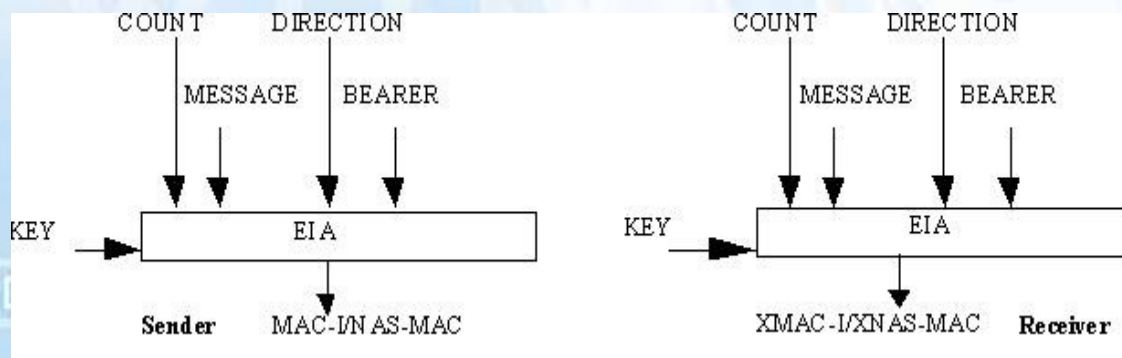 COUNT DIRECTION COUNT DIRECTION
MESSAGE BEARER MESSAGE BEARER
KEY EIA KEY EIA
Sender MAC-I/NAS-MAC XMAC-I/XNAS-MAC Receiver